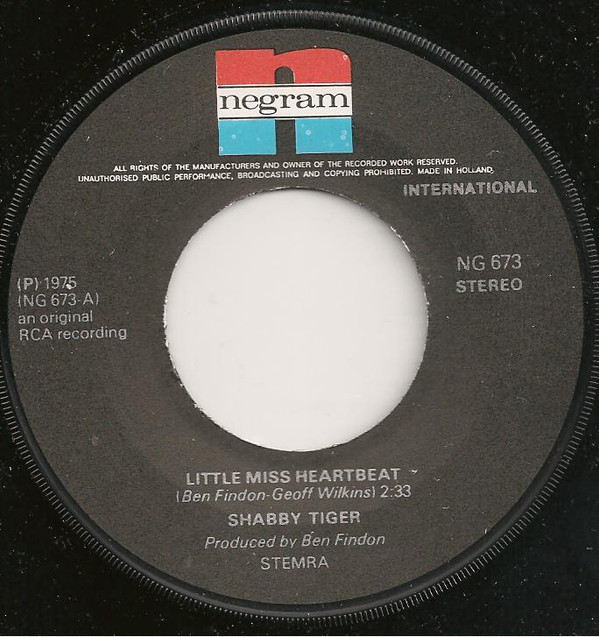 negram
ALL RIGHTS OF THE MANUFACTURERS AND OWNER OF THE RECORDED WORK RESERVED.
UNAUTHORISED PUBLIC PERFORMANCE, BROADCASTING AND COPYING PROHIBITED. MADE IN HOLLAND.
INTERNATIONAL
NG 673
STEREO
(P) 1975
(NG 673-A)
an original
RCA recording
LITTLE MISS HEARTBEAT
(Ben Findon-Geoff Wilkins) 2:33
SHABBY TIGER
Produced by Ben Findon
STEMRA